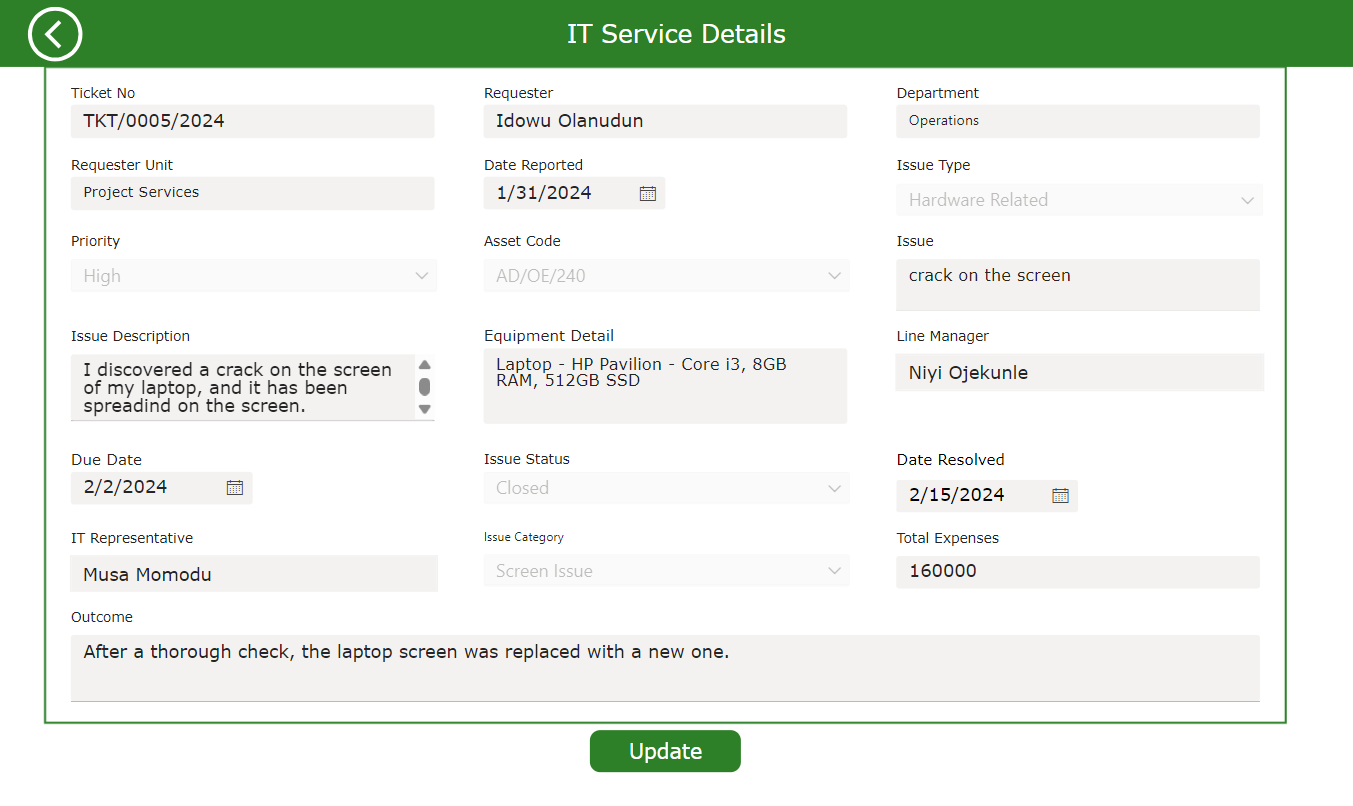 IT Service Details
Ticket No
TKT/0005/2024
Requester
Idowu Olanudun
Department
Operations
Requester Unit
Project Services
Date Reported
1/31/2024
Issue Type
Hardware Related
Priority
High
Asset Code
AD/OE/240
Issue
crack on the screen
Issue Description
I discovered a crack on the screen
of my laptop, and it has been
spreadind on the screen.
Equipment Detail
Laptop - HP Pavilion - Core i3, 8GB
RAM, 512GB SSD
Line Manager
Niyi Ojekunle
Due Date
2/2/2024
Issue Status
Closed
Date Resolved
2/15/2024
IT Representative
Musa Momodu
Issue Category
Screen Issue
Total Expenses
160000
Outcome
After a thorough check, the laptop screen was replaced with a new one.
Update